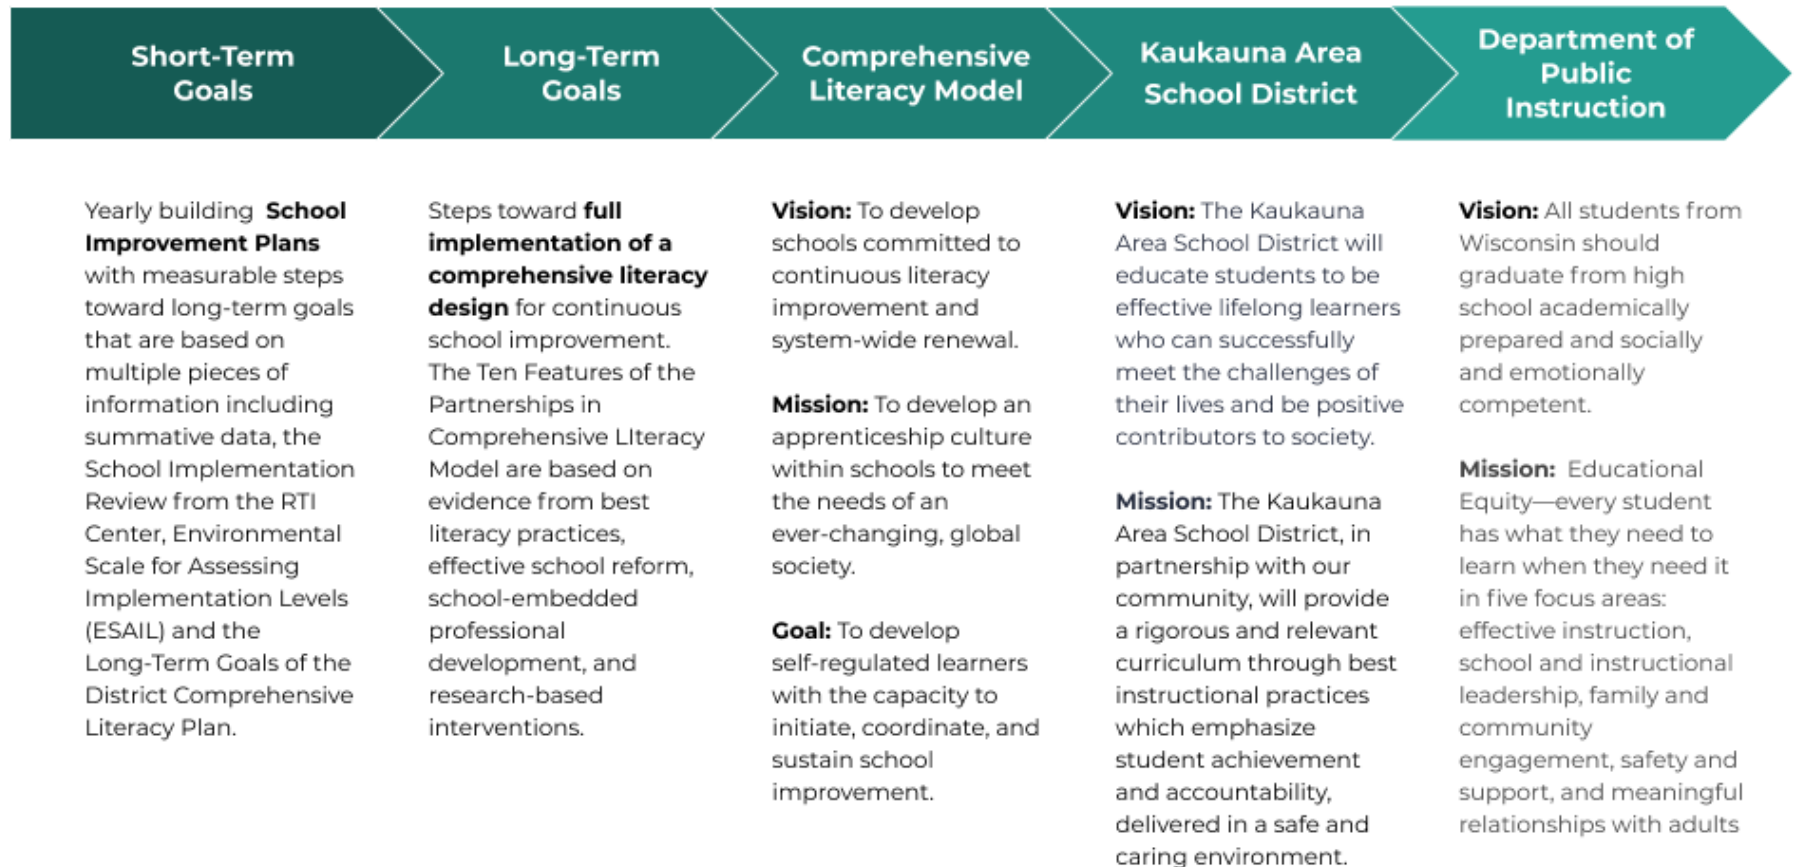 Short-Term
Goals
Long-Term
Goals
Comprehensive
Literacy Model
Kaukauna Area
School District
Department of
Public
Instruction
Yearly building School
Improvement Plans
with measurable steps
toward long-term goals
that are based on
multiple pieces of
information including
summative data, the
School Implementation
Review from the RTI
Center, Environmental
Scale for Assessing
Implementation Levels
(ESAIL) and the
Long-Term Goals of the
District Comprehensive
Literacy Plan.
Steps toward full
implementation of a
comprehensive literacy
design for continuous
school improvement.
The Ten Features of the
Partnerships in
Comprehensive LIteracy
Model are based on
evidence from best
literacy practices,
effective school reform,
school-embedded
professional
development, and
research-based
interventions.
Vision: To develop
schools committed to
continuous literacy
improvement and
system-wide renewal.
Mission: To develop an
apprenticeship culture
within schools to meet
the needs of an
ever-changing, global
society.
Goal: To develop
self-regulated learners
with the capacity to
initiate, coordinate, and
sustain school
improvement.
Vision: The Kaukauna
Area School District will
educate students to be
effective lifelong learners
who can successfully
meet the challenges of
their lives and be positive
contributors to society.
Mission: The Kaukauna
Area School District, in
partnership with our
community, will provide
a rigorous and relevant
curriculum through best
instructional practices
which emphasize
student achievement
and accountability,
delivered in a safe and
caring environment.
Vision: All students from
Wisconsin should
graduate from high
school academically
prepared and socially
and emotionally
competent.
Mission: Educational
Equity—every student
has what they need to
learn when they need it
in five focus areas:
effective instruction,
school and instructional
leadership, family and
community
engagement, safety and
support, and meaningful
relationships with adults